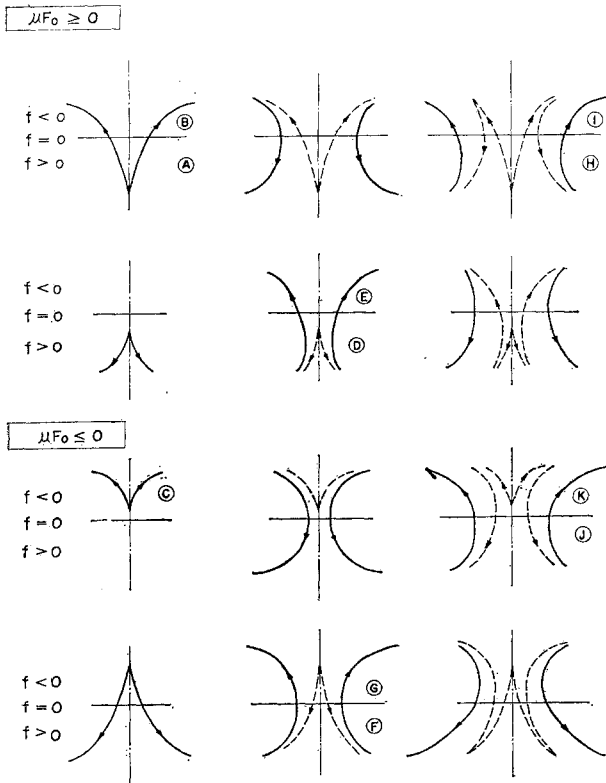 μF₀ ≥ 0
f < 0 Ⓑ Ⓘ
f = 0
f > 0 Ⓐ Ⓗ
f < 0 Ⓔ
f = 0
f > 0 Ⓓ
μF₀ ≤ 0
f < 0 Ⓒ Ⓚ
f = 0
f > 0 Ⓙ
f < 0 Ⓖ
f = 0
f > 0 Ⓕ